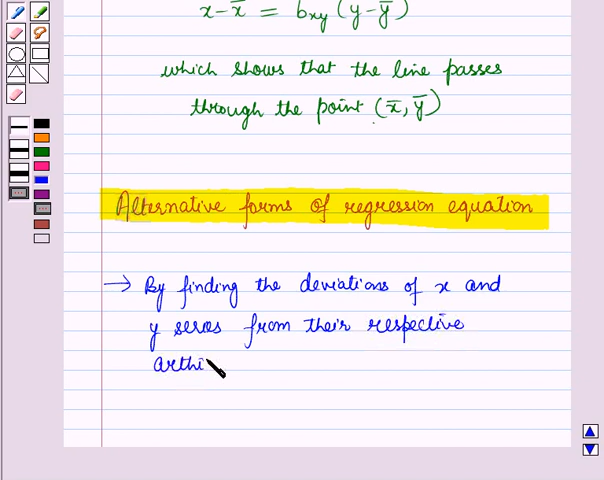 x - x̅ = bxy (y - y̅)
which shows that the line passes
through the point (x̅, y̅)
Alternative forms of regression equation
→ By finding the deviations of x and
y series from their respective
arthi